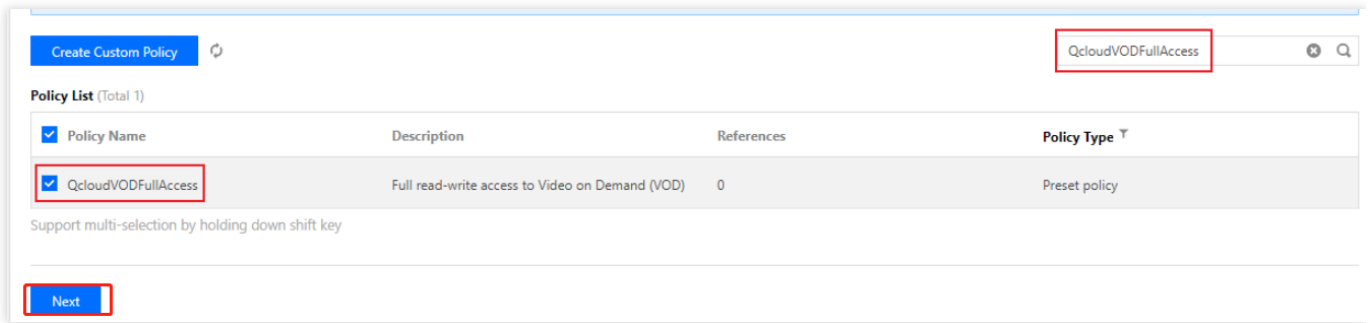 Create Custom Policy
QcloudVODFullAccess
Policy List (Total 1)
Policy Name Description References Policy Type
QcloudVODFullAccess Full read-write access to Video on Demand (VOD) 0 Preset policy
Support multi-selection by holding down shift key
Next